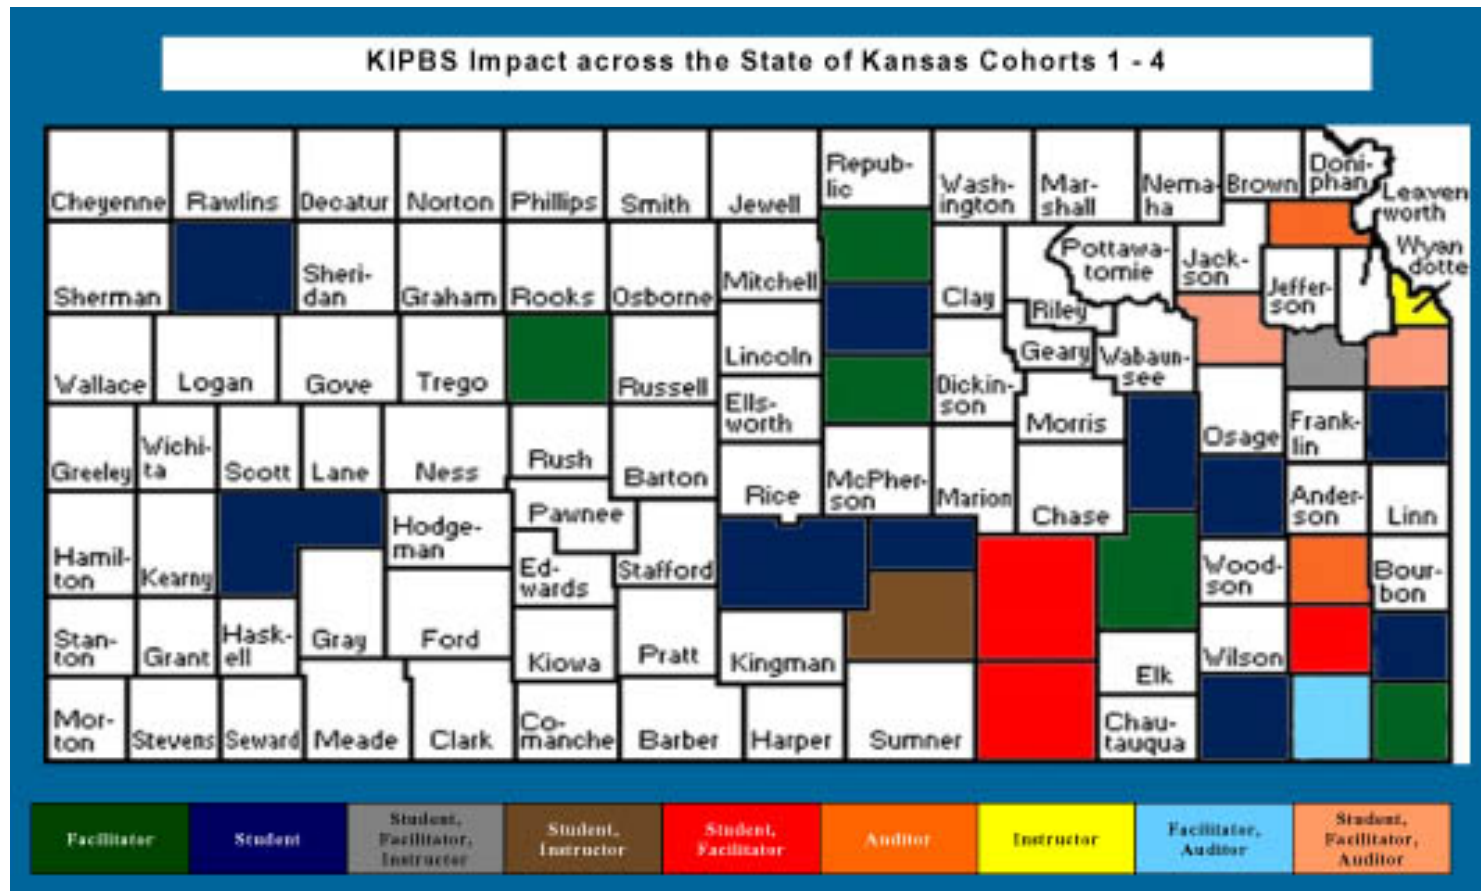 KIPBS Impact across the State of Kansas Cohorts 1 - 4
Cheyenne
Rawlins
Decatur
Norton
Phillips
Smith
Jewell
Repub-
lic
Wash-
ington
Mar-
shall
Nema-
ha
Brown
Doni-
phan
Leaven
worth
Wyan
dotte
Sherman
Sheri-
dan
Graham
Rooks
Osborne
Mitchell
Clay
Riley
Pottawa-
tomie
Jack-
son
Jeffer-
son
Wallace
Logan
Gove
Trego
Russell
Lincoln
Ells-
worth
Dickin-
son
Geary
Wabaun-
see
Morris
Osage
Frank-
lin
Greeley
Wichi-
ta
Scott
Lane
Ness
Rush
Barton
Rice
McPher-
son
Marion
Chase
Ander-
son
Linn
Hamil-
ton
Kearny
Hodge-
man
Pawnee
Ed-
wards
Stafford
Wood-
son
Bour-
bon
Stan-
ton
Grant
Hask-
ell
Gray
Ford
Kiowa
Pratt
Kingman
Elk
Wilson
Mor-
ton
Stevens
Seward
Meade
Clark
Co-
manche
Barber
Harper
Sumner
Chau-
tauqua
Facilitator
Student
Student,
Facilitator,
Instructor
Student,
Instructor
Student,
Facilitator
Auditor
Instructor
Facilitator,
Auditor
Student,
Facilitator,
Auditor